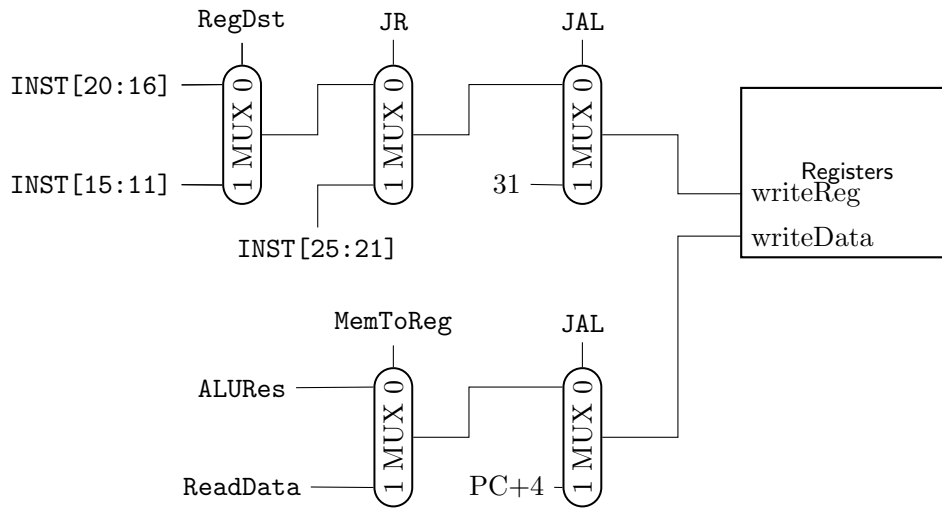 RegDst
JR
JAL
INST[20:16]
1 MUX 0
1 MUX 0
1 MUX 0
Registers
INST[15:11]
31
writeReg
INST[25:21]
writeData
MemToReg
JAL
ALURes
1 MUX 0
1 MUX 0
ReadData
PC+4